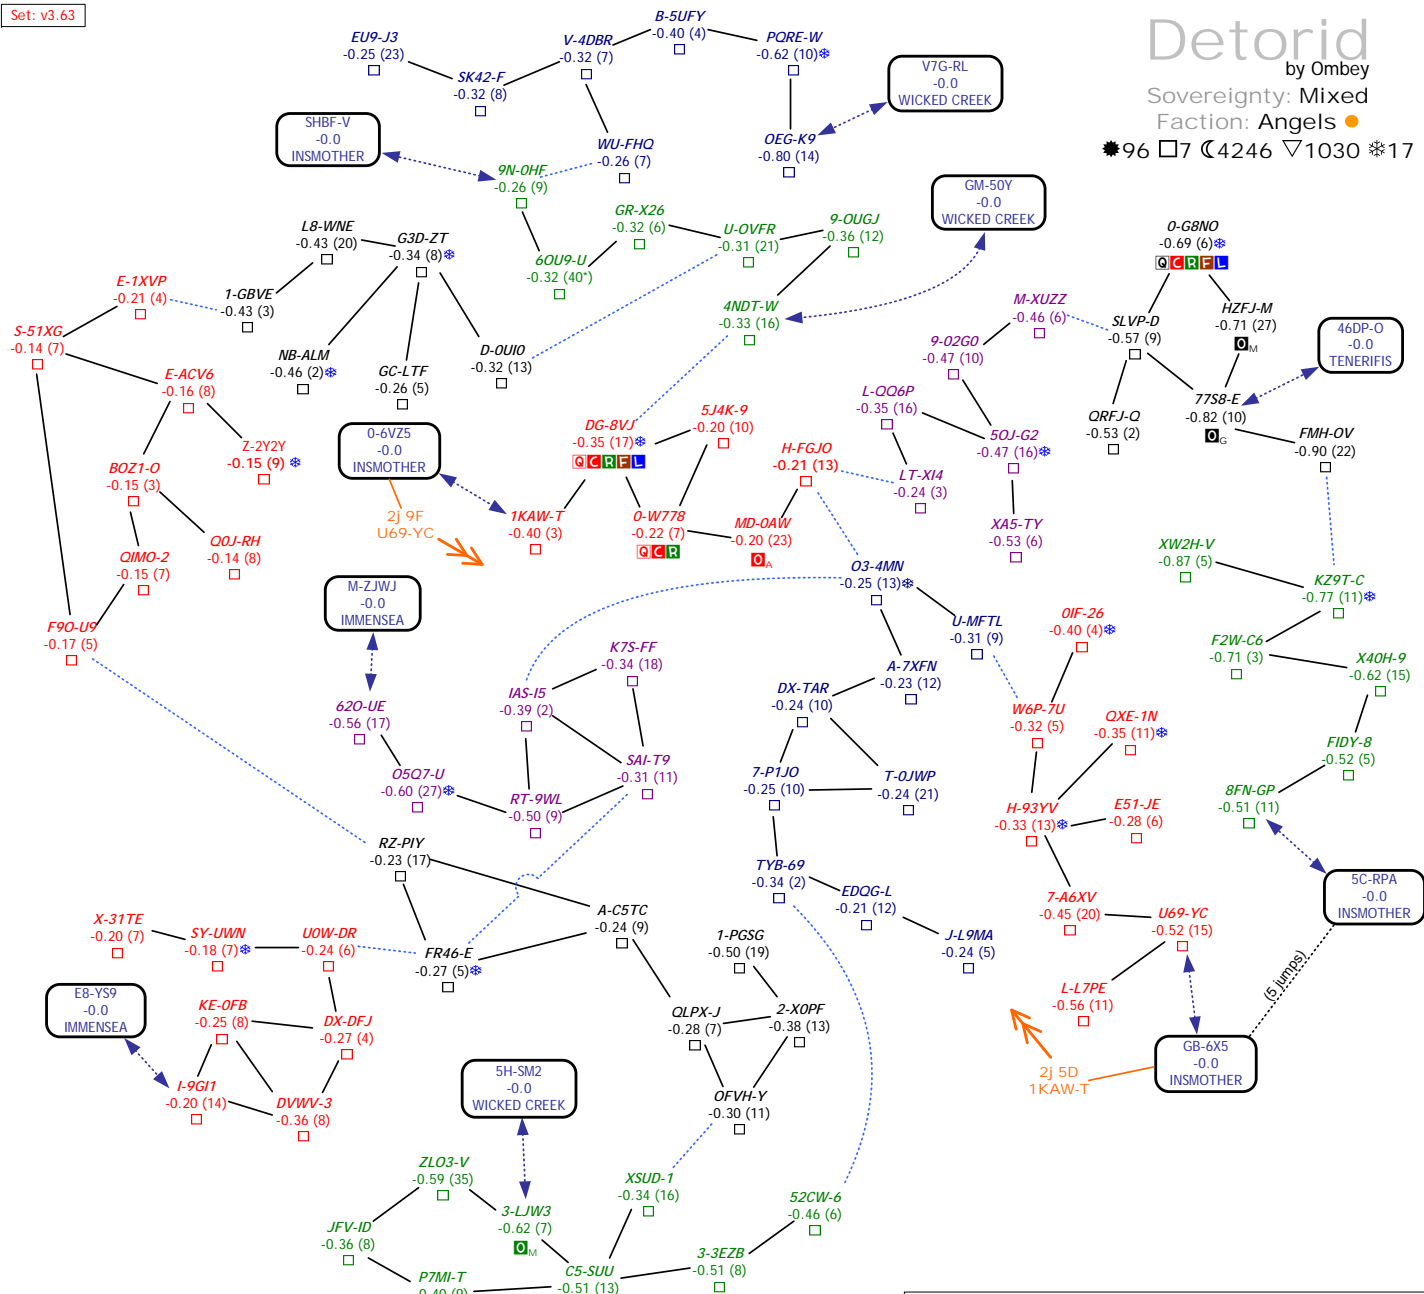 Set: v3.63
Detorid
by Ombey
Sovereignty: Mixed
Faction: Angels
96 7 4246 1030 17
B-5UFY
-0.40 (4)
EU9-J3
-0.25 (23)
V-4DBR
-0.32 (7)
PQRE-W
-0.62 (10)
SK42-F
-0.32 (8)
V7G-RL
-0.0
WICKED CREEK
SHBF-V
-0.0
INSMOTHER
WU-FHQ
-0.26 (7)
OEG-K9
-0.80 (14)
9N-0HF
-0.26 (9)
GM-50Y
-0.0
WICKED CREEK
L8-WNE
-0.43 (20)
G3D-ZT
-0.34 (8)
GR-X26
-0.32 (6)
U-OVFR
-0.31 (21)
9-OUGJ
-0.36 (12)
0-G8NO
-0.69 (6)
Q C R F L
6OU9-U
-0.32 (40*)
E-1XVP
-0.21 (4)
1-GBVE
-0.43 (3)
4NDT-W
-0.33 (16)
M-XUZZ
-0.46 (6)
SLVP-D
-0.57 (9)
HZFJ-M
-0.71 (27)
0 M
S-51XG
-0.14 (7)
NB-ALM
-0.46 (2)
GC-LTF
-0.26 (5)
D-0UI0
-0.32 (13)
9-02G0
-0.47 (10)
46DP-O
-0.0
TENERIFIS
E-ACV6
-0.16 (8)
L-QQ6P
-0.35 (16)
QRFJ-Q
-0.53 (2)
77S8-E
-0.82 (10)
0 G
Z-2Y2Y
-0.15 (9)
0-6VZ5
-0.0
INSMOTHER
DG-8VJ
-0.35 (17)
Q C R F L
5J4K-9
-0.20 (10)
H-FGJO
-0.21 (13)
5OJ-G2
-0.47 (16)
FMH-OV
-0.90 (22)
BOZ1-O
-0.15 (3)
LT-XI4
-0.24 (3)
2j 9F
U69-YC
1KAW-T
-0.40 (3)
0-W778
-0.22 (7)
Q C R
MD-0AW
-0.20 (23)
0 A
XA5-TY
-0.53 (6)
Q0J-RH
-0.14 (8)
QIMO-2
-0.15 (7)
XW2H-V
-0.87 (5)
O3-4MN
-0.25 (13)
KZ9T-C
-0.77 (11)
M-ZJWJ
-0.0
IMMENSEA
U-MFTL
-0.31 (9)
0IF-26
-0.40 (4)
F9O-U9
-0.17 (5)
K7S-FF
-0.34 (18)
F2W-C6
-0.71 (3)
X40H-9
-0.62 (15)
A-7XFN
-0.23 (12)
IAS-I5
-0.39 (2)
DX-TAR
-0.24 (10)
62O-UE
-0.56 (17)
W6P-7U
-0.32 (5)
QXE-1N
-0.35 (11)
FIDY-8
-0.52 (5)
SAI-T9
-0.31 (11)
O5Q7-U
-0.60 (27)
7-P1JO
-0.25 (10)
T-0JWP
-0.24 (21)
8FN-GP
-0.51 (11)
RT-9WL
-0.50 (9)
H-93YV
-0.33 (13)
E51-JE
-0.28 (6)
RZ-PIY
-0.23 (17)
TYB-69
-0.34 (2)
5C-RPA
-0.0
INSMOTHER
EDQG-L
-0.21 (12)
7-A6XV
-0.45 (20)
A-C5TC
-0.24 (9)
X-31TE
-0.20 (7)
SY-UWN
-0.18 (7)
U0W-DR
-0.24 (6)
U69-YC
-0.52 (15)
1-PGSG
-0.50 (19)
J-L9MA
-0.24 (5)
FR46-E
-0.27 (5)
(5 jumps)
E8-YS9
-0.0
IMMENSEA
L-L7PE
-0.56 (11)
KE-0FB
-0.25 (8)
DX-DFJ
-0.27 (4)
QLPX-J
-0.28 (7)
2-X0PF
-0.38 (13)
GB-6X5
-0.0
INSMOTHER
5H-SM2
-0.0
WICKED CREEK
2j 5D
1KAW-T
I-9GI1
-0.20 (14)
DVWV-3
-0.36 (8)
OFVH-Y
-0.30 (11)
ZLO3-V
-0.59 (35)
XSUD-1
-0.34 (16)
52CW-6
-0.46 (6)
3-LJW3
-0.62 (7)
0 M
JFV-ID
-0.36 (8)
3-3EZB
-0.51 (8)
P7MI-T
-0.40 (9)
C5-SUU
-0.51 (13)